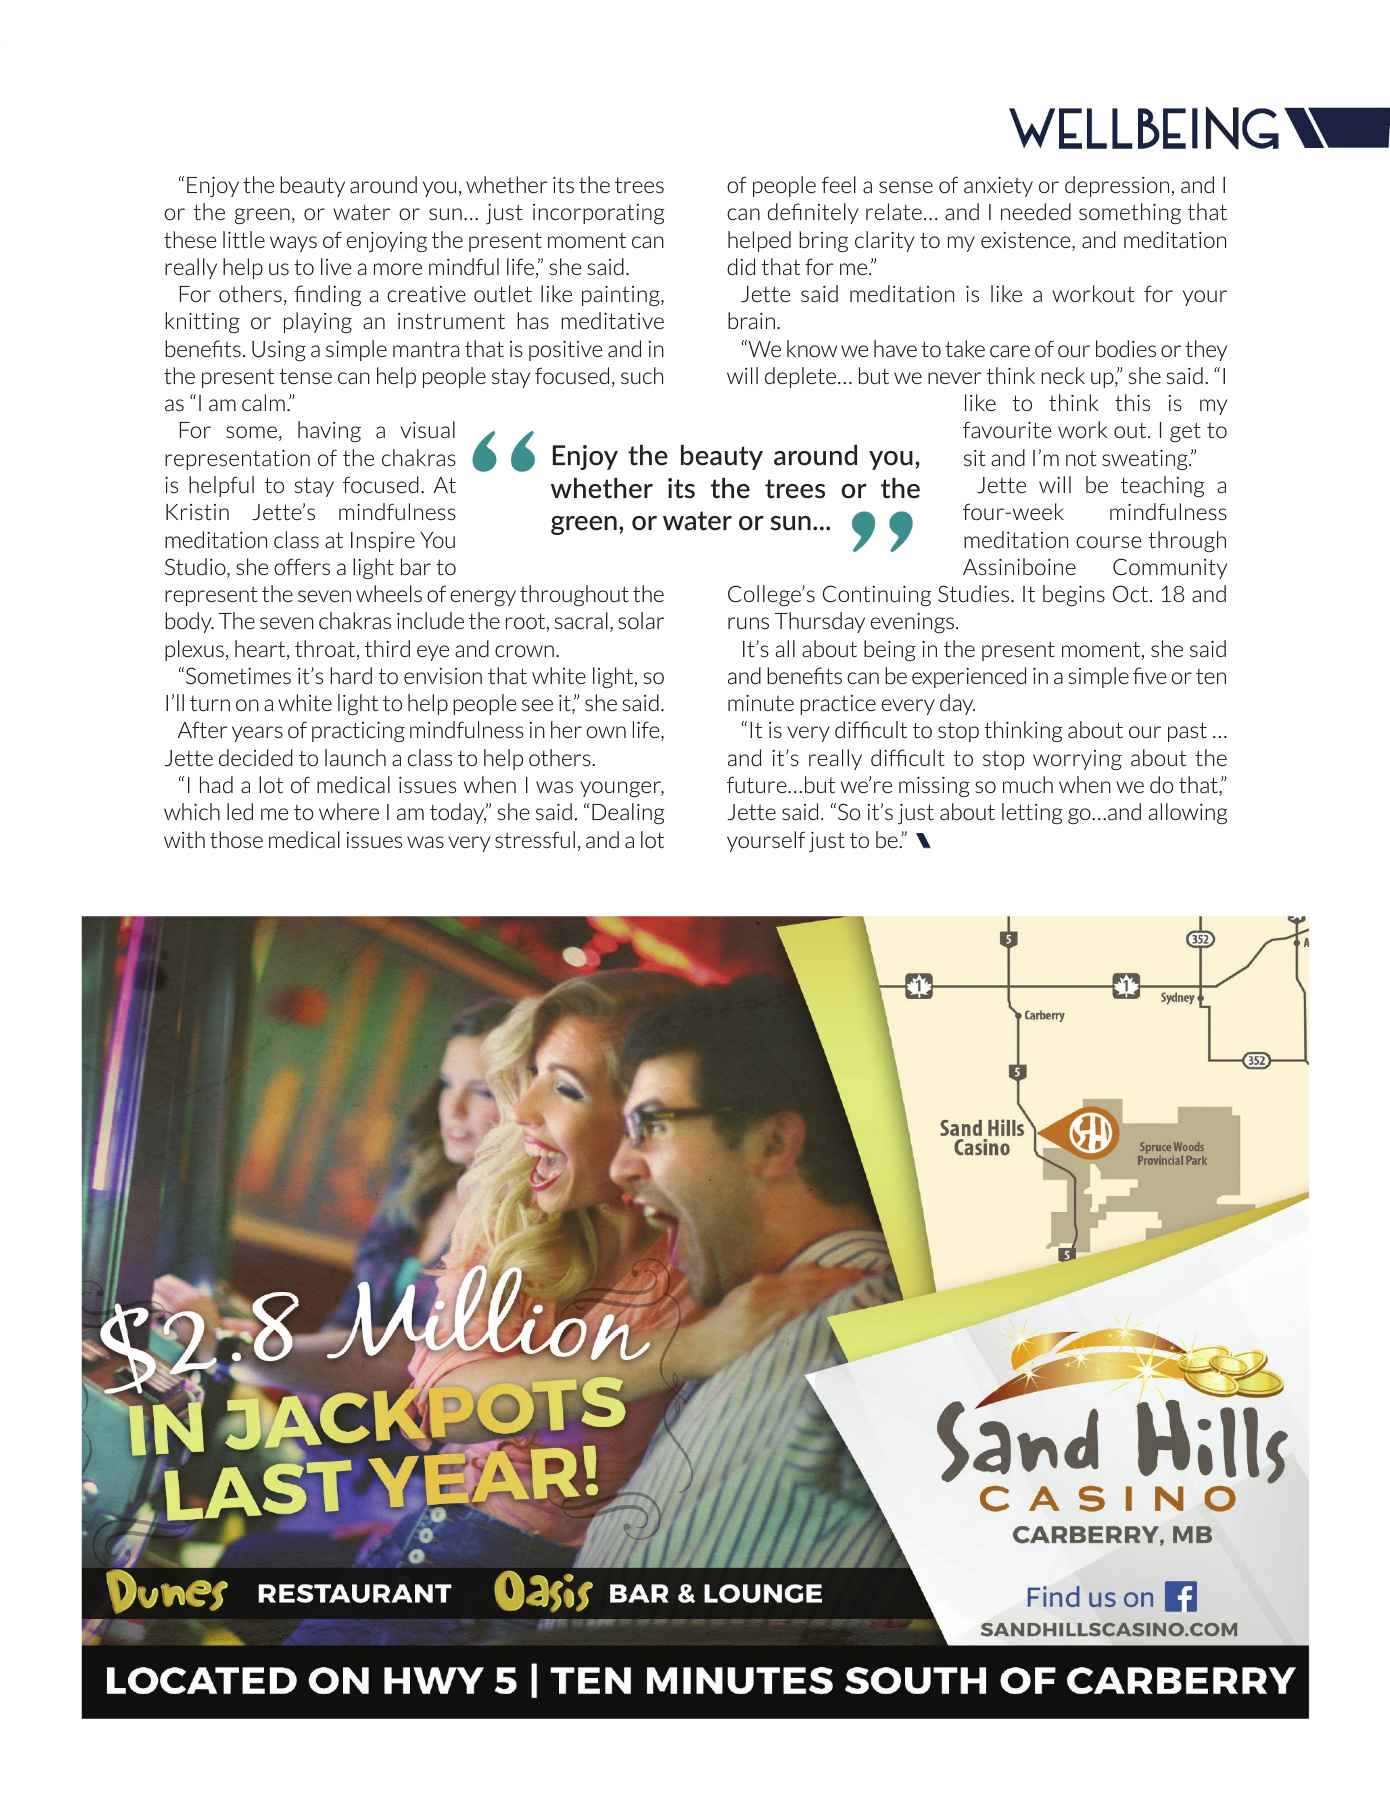 WELLBEING
“Enjoy the beauty around you, whether its the trees
or the green, or water or sun... just incorporating
these little ways of enjoying the present moment can
really help us to live a more mindful life,” she said.
For others, finding a creative outlet like painting,
knitting or playing an instrument has meditative
benefits. Using a simple mantra that is positive and in
the present tense can help people stay focused, such
as “I am calm.”
For some, having a visual
representation of the chakras
is helpful to stay focused. At
Kristin Jette’s mindfulness
meditation class at Inspire You
Studio, she offers a light bar to
represent the seven wheels of energy throughout the
body. The seven chakras include the root, sacral, solar
plexus, heart, throat, third eye and crown.
“Sometimes it’s hard to envision that white light, so
I’ll turn on a white light to help people see it,” she said.
After years of practicing mindfulness in her own life,
Jette decided to launch a class to help others.
“I had a lot of medical issues when I was younger,
which led me to where I am today,” she said. “Dealing
with those medical issues was very stressful, and a lot
“Enjoy the beauty around you,
whether its the trees or the
green, or water or sun...”
of people feel a sense of anxiety or depression, and I
can definitely relate... and I needed something that
helped bring clarity to my existence, and meditation
did that for me.”
Jette said meditation is like a workout for your
brain.
“We know we have to take care of our bodies or they
will deplete... but we never think neck up,” she said. “I
like to think this is my
favourite work out. I get to
sit and I’m not sweating.”
Jette will be teaching a
four-week mindfulness
meditation course through
Assiniboine Community
College’s Continuing Studies. It begins Oct. 18 and
runs Thursday evenings.
It’s all about being in the present moment, she said
and benefits can be experienced in a simple five or ten
minute practice every day.
“It is very difficult to stop thinking about our past ...
and it’s really difficult to stop worrying about the
future...but we’re missing so much when we do that,”
Jette said. “So it’s just about letting go...and allowing
yourself just to be.”
5
352
1
1
Sydney
Carberry
352
5
Sand Hills
Casino
SH
Spruce Woods
Provincial Park
5
$2.8 Million
IN JACKPOTS
LAST YEAR!
Sand Hills
CASINO
CARBERRY, MB
Dunes RESTAURANT Oasis BAR & LOUNGE
Find us on f
SANDHILLSCASINO.COM
LOCATED ON HWY 5 | TEN MINUTES SOUTH OF CARBERRY